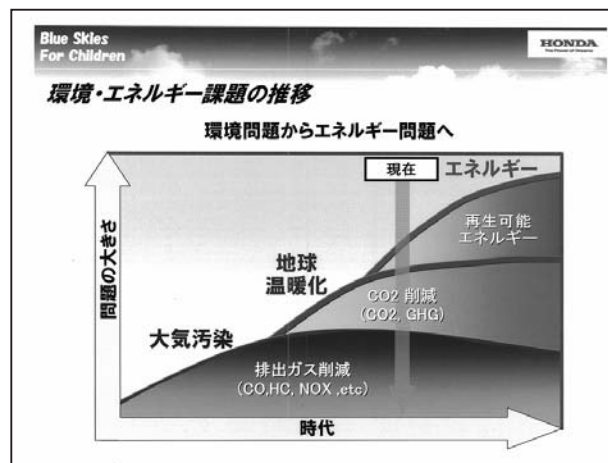 Blue Skies
For Children
HONDA
The Power of Dreams
環境・エネルギー課題の推移
環境問題からエネルギー問題へ
現在
エネルギー
再生可能
エネルギー
問題の大きさ
地球
温暖化
CO2 削減
(CO2, GHG)
大気汚染
排出ガス削減
(CO,HC, NOX ,etc)
時代